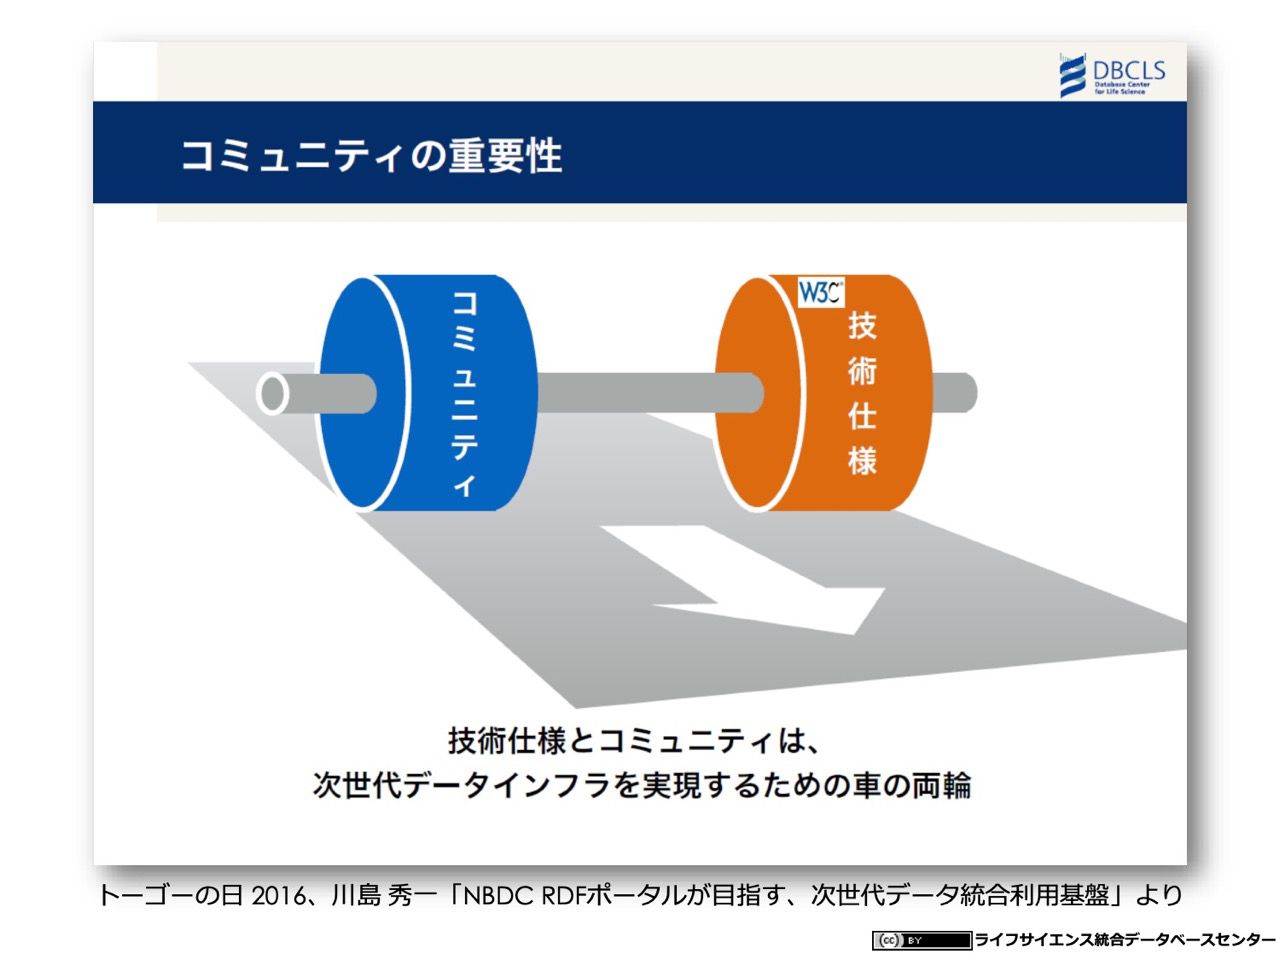 DBCLS
Database Center
for Life Science
コミュニティの重要性
コミュニティ
W3C®
技術仕様
技術仕様とコミュニティは、
次世代データインフラを実現するための車の両輪
トーゴーの日 2016、川島 秀一「NBDC RDFポータルが目指す、次世代データ統合利用基盤」より
(cc) BY ライフサイエンス統合データベースセンター